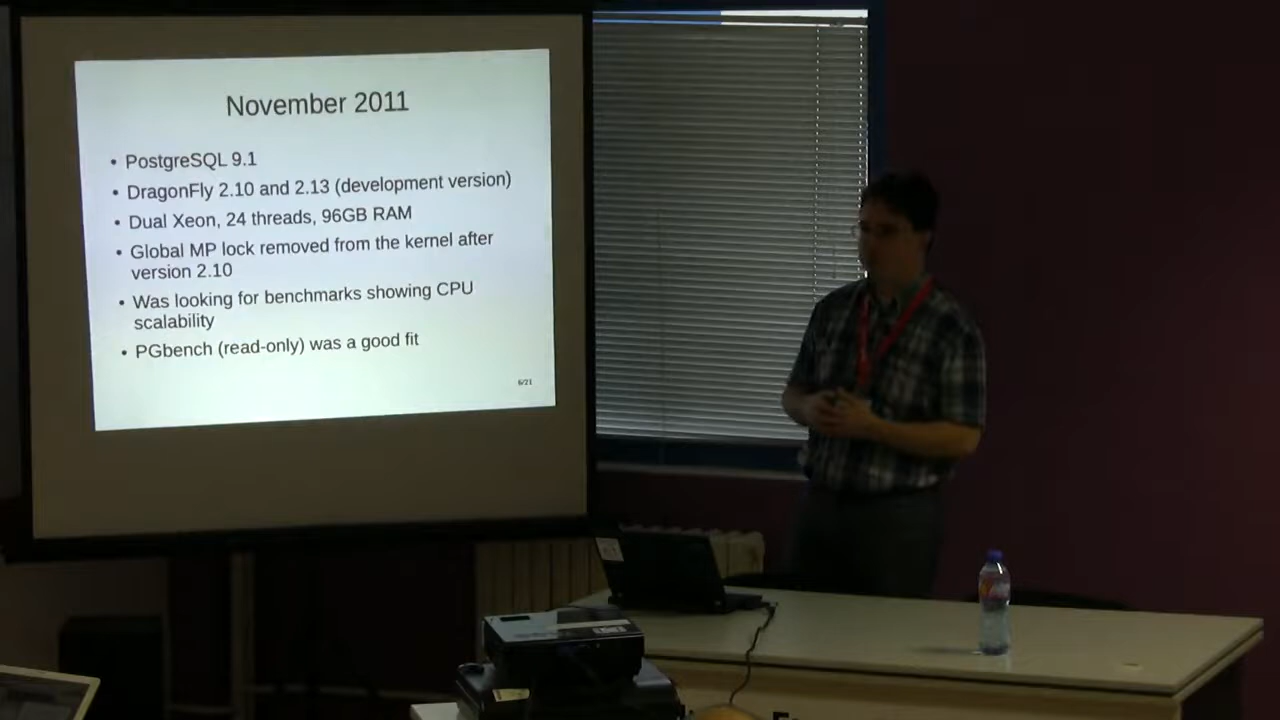 November 2011
• PostgreSQL 9.1
• DragonFly 2.10 and 2.13 (development version)
• Dual Xeon, 24 threads, 96GB RAM
• Global MP lock removed from the kernel after
version 2.10
• Was looking for benchmarks showing CPU
scalability
• PGbench (read-only) was a good fit
6/21